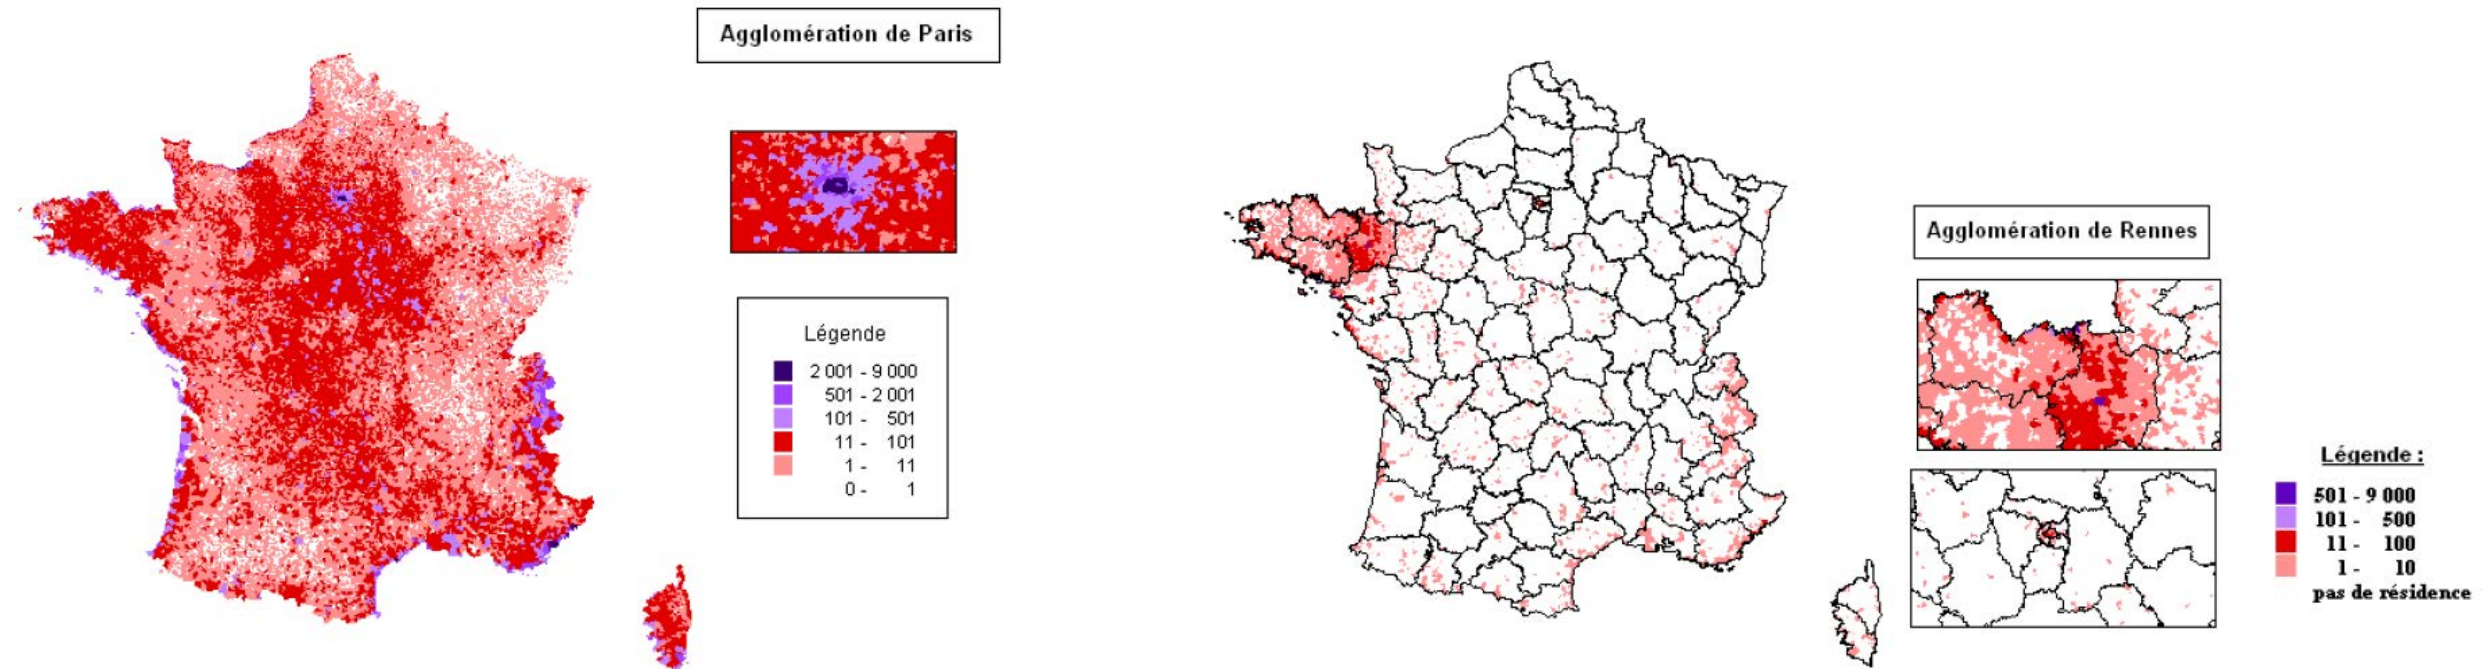 Agglomération de Paris
Légende
2 001 - 9 000
501 - 2 001
101 - 501
11 - 101
1 - 11
0 - 1
Agglomération de Rennes
Légende :
501 - 9 000
101 - 500
11 - 100
1 - 10
pas de résidence